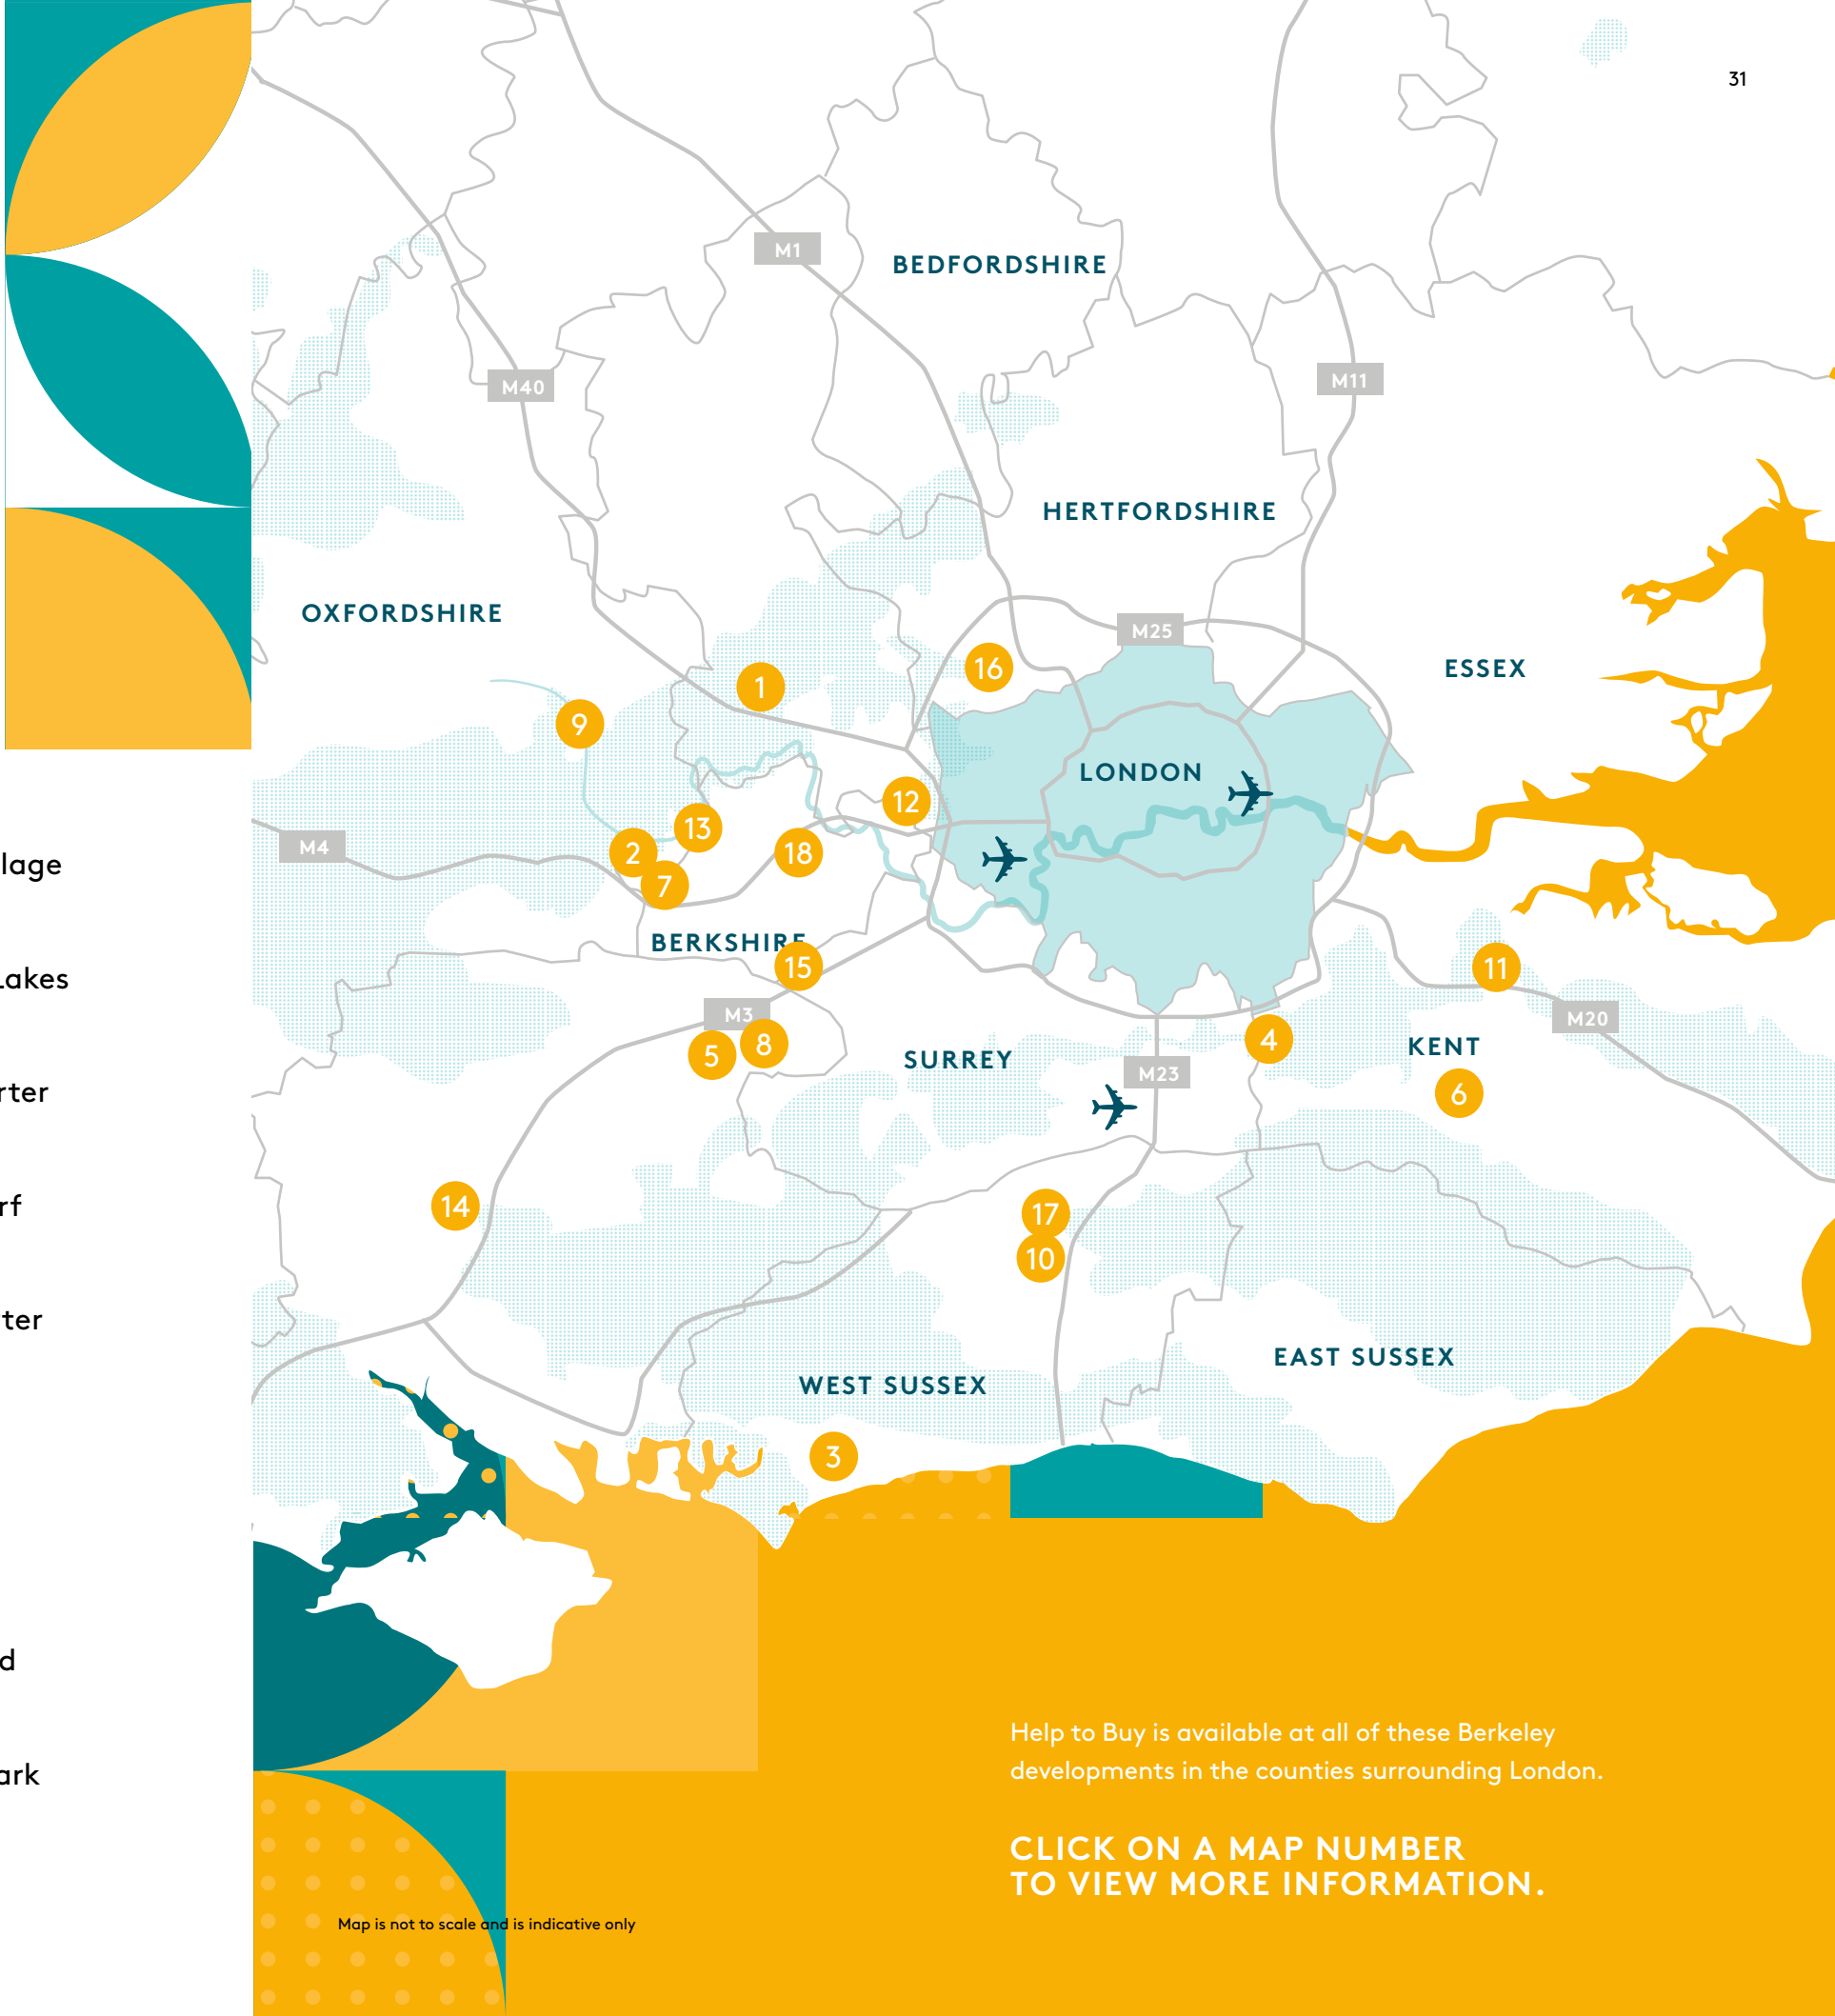 31
M1
BEDFORDSHIRE
M40
M11
HERTFORDSHIRE
OXFORDSHIRE
M25
16
ESSEX
1
9
LONDON
12
13
M4
2
18
7
lage
BERKSHIRE
15
11
Lakes
M3
M20
5
8
SURREY
4
KENT
M23
6
rter
14
17
rf
10
ter
EAST SUSSEX
WEST SUSSEX
3
d
Help to Buy is available at all of these Berkeley
developments in the counties surrounding London.
ark
CLICK ON A MAP NUMBER
TO VIEW MORE INFORMATION.
Map is not to scale and is indicative only